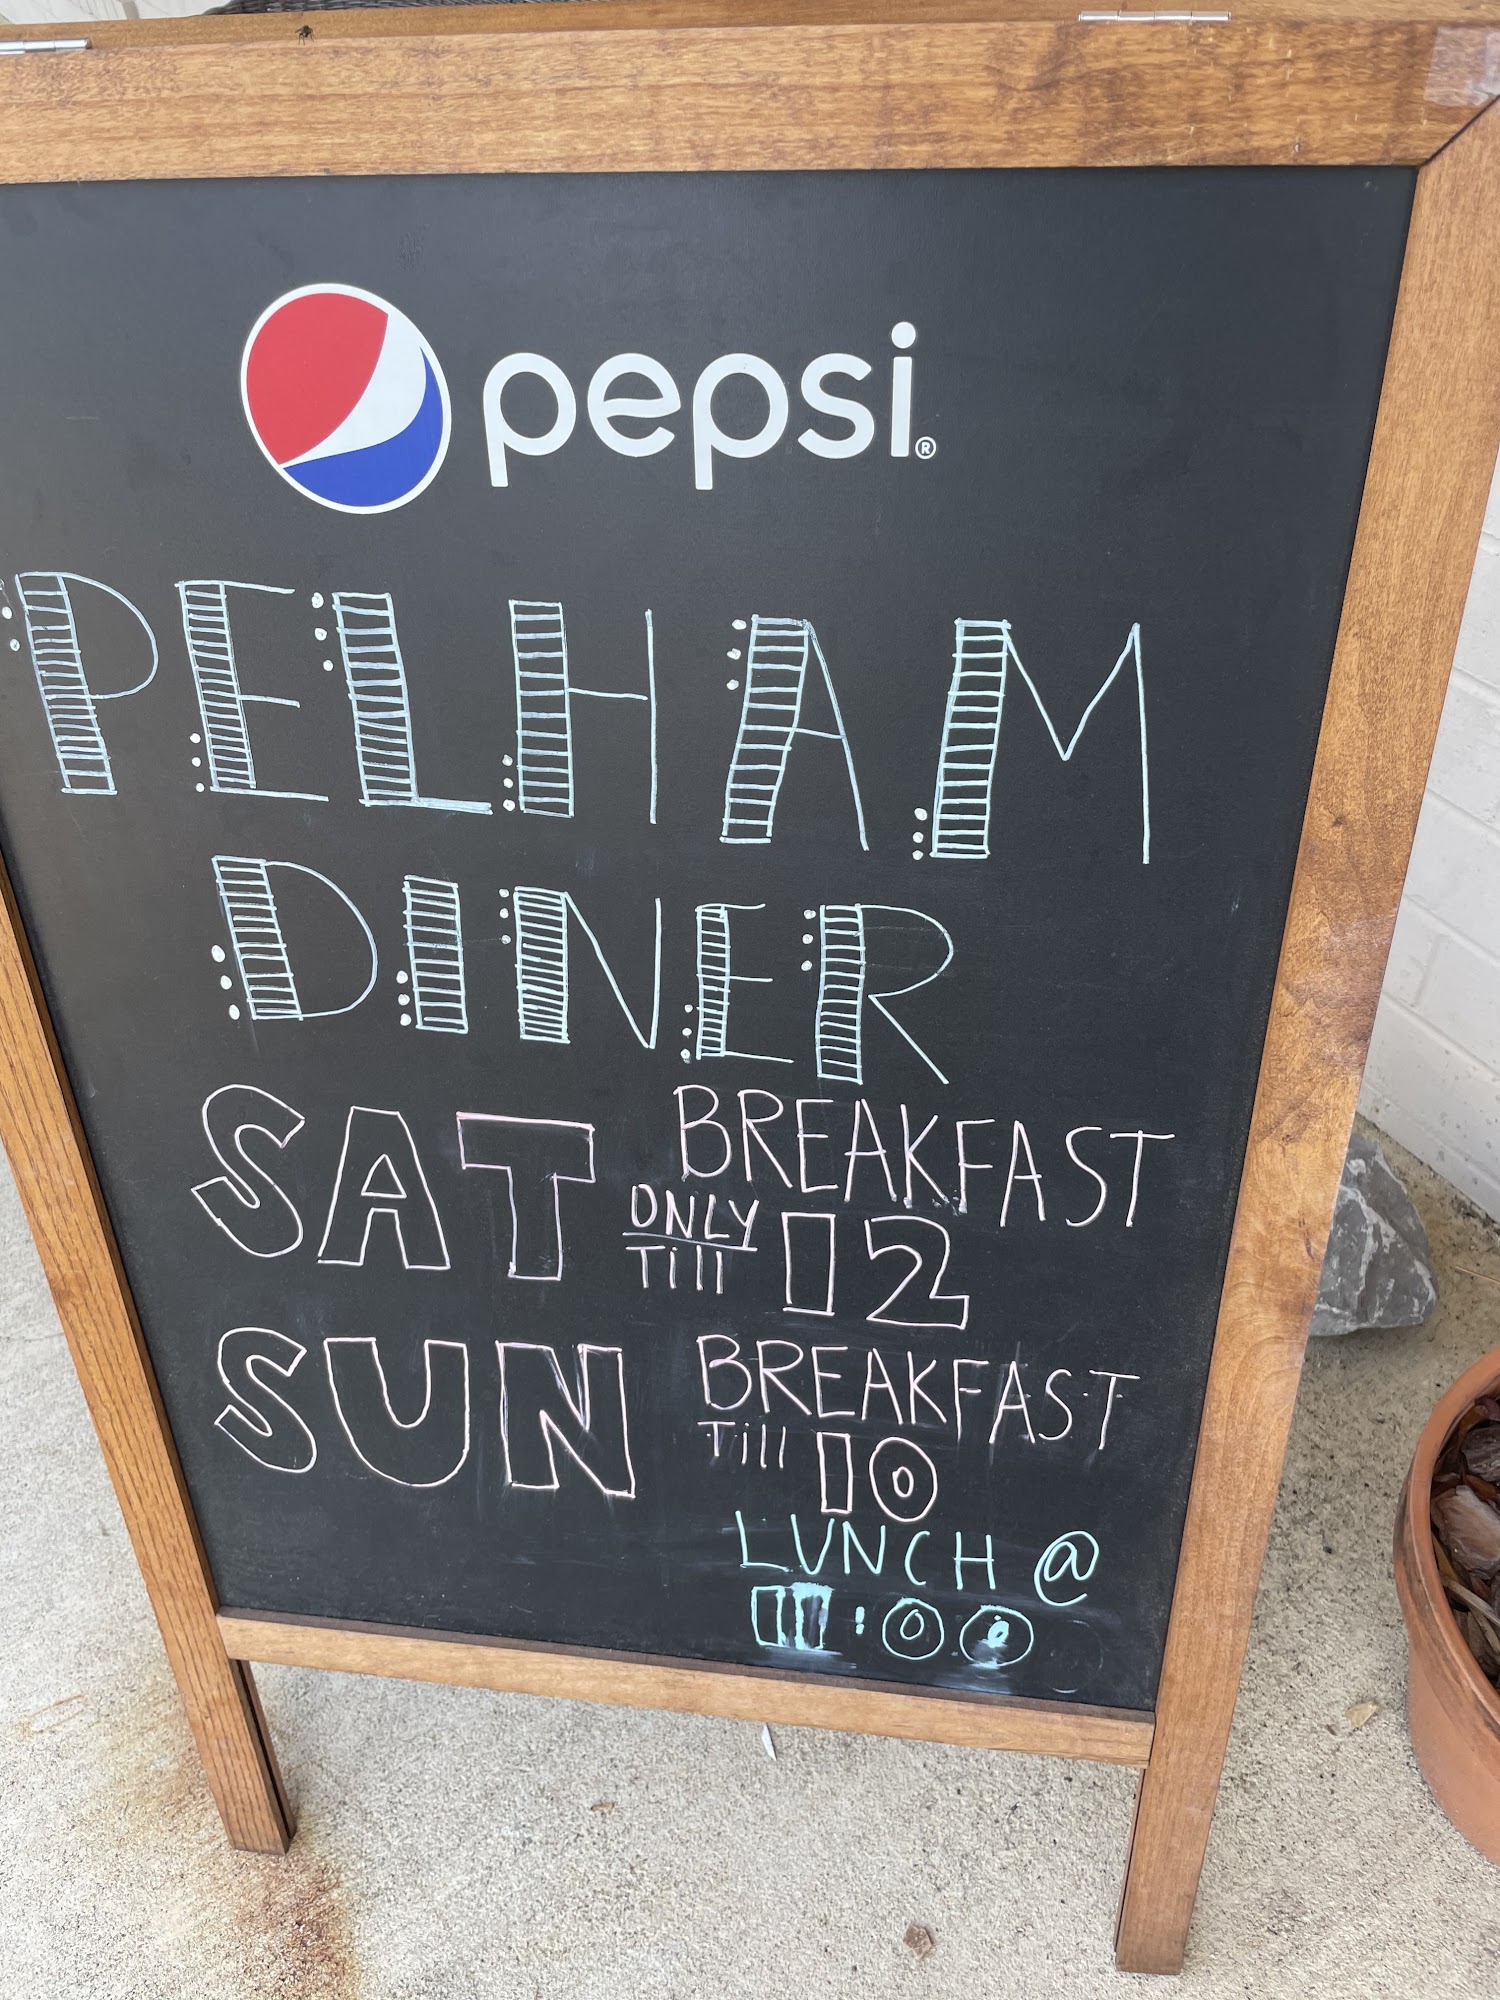 pepsi®
PELHAM
DINER
SAT BREAKFAST
ONLY
Till 12
SUN BREAKFAST
Till 10
LUNCH @
11:00